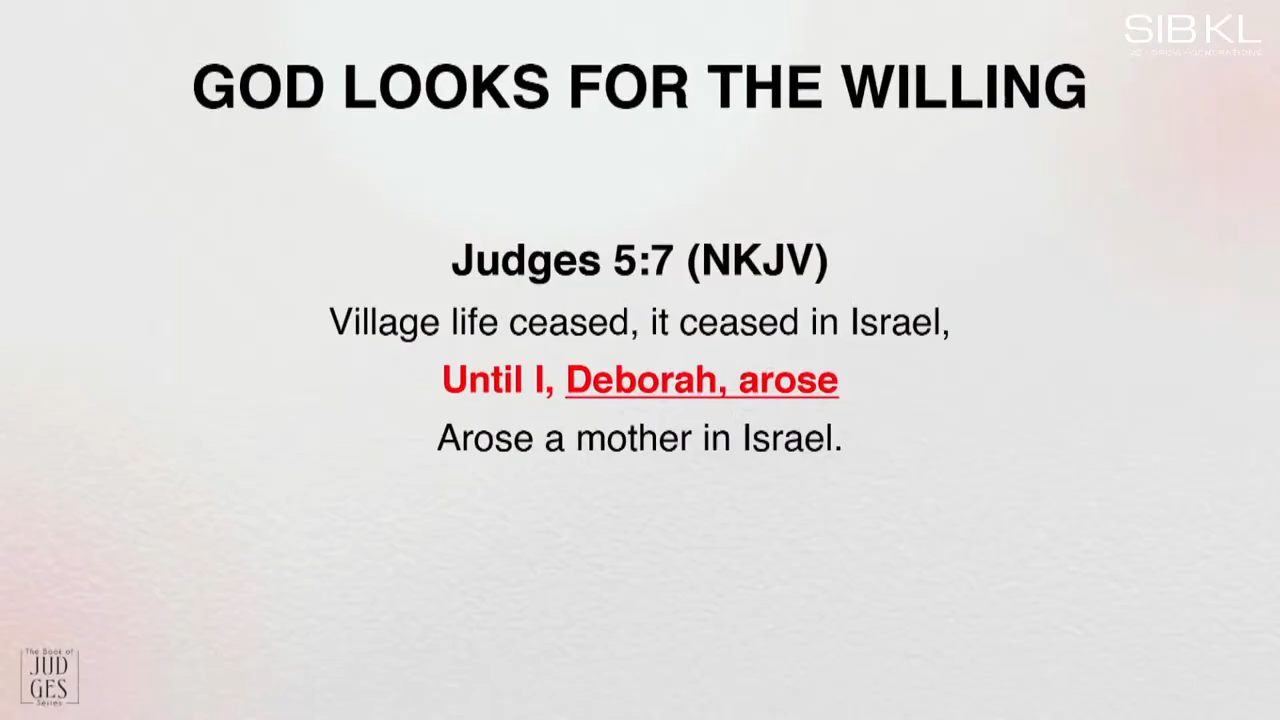 SIBKL
GOD LOOKS FOR THE WILLING
Judges 5:7 (NKJV)
Village life ceased, it ceased in Israel,
Until I, Deborah, arose
Arose a mother in Israel.
The Book of
JUD
GES
Series